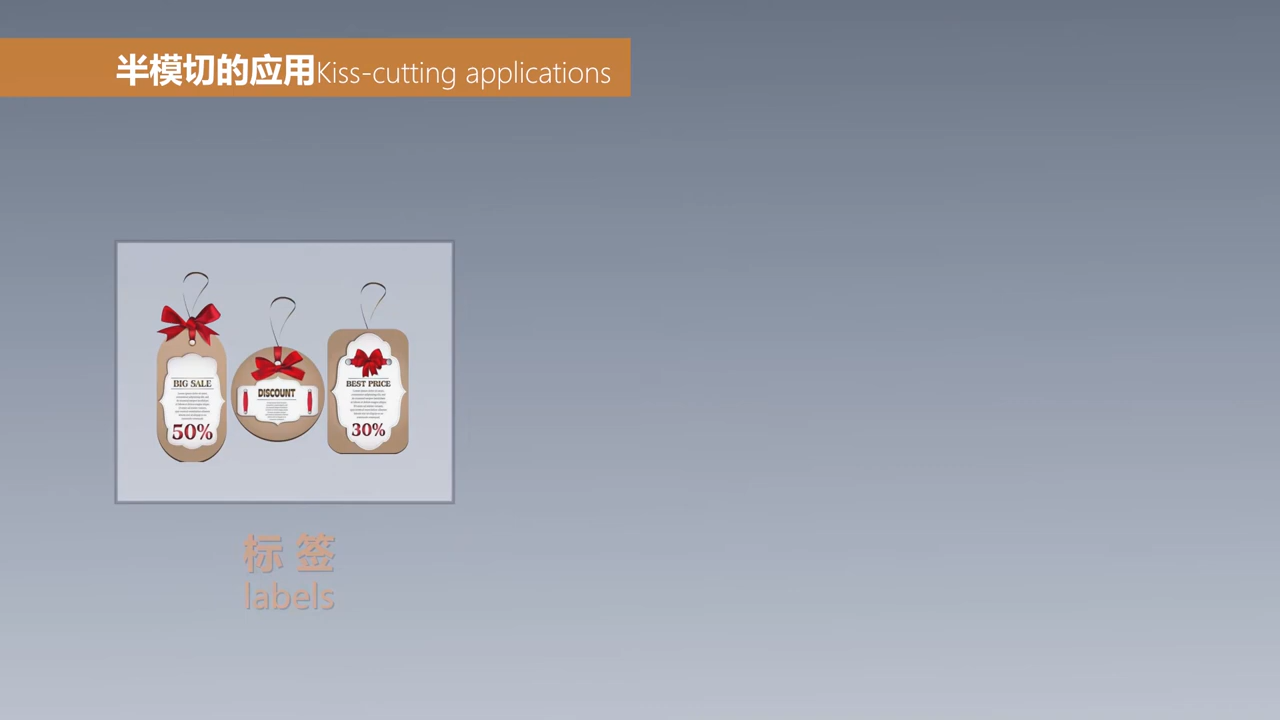 半模切的应用Kiss-cutting applications
BIG SALE
50%
DISCOUNT
BEST PRICE
30%
标 签
labels